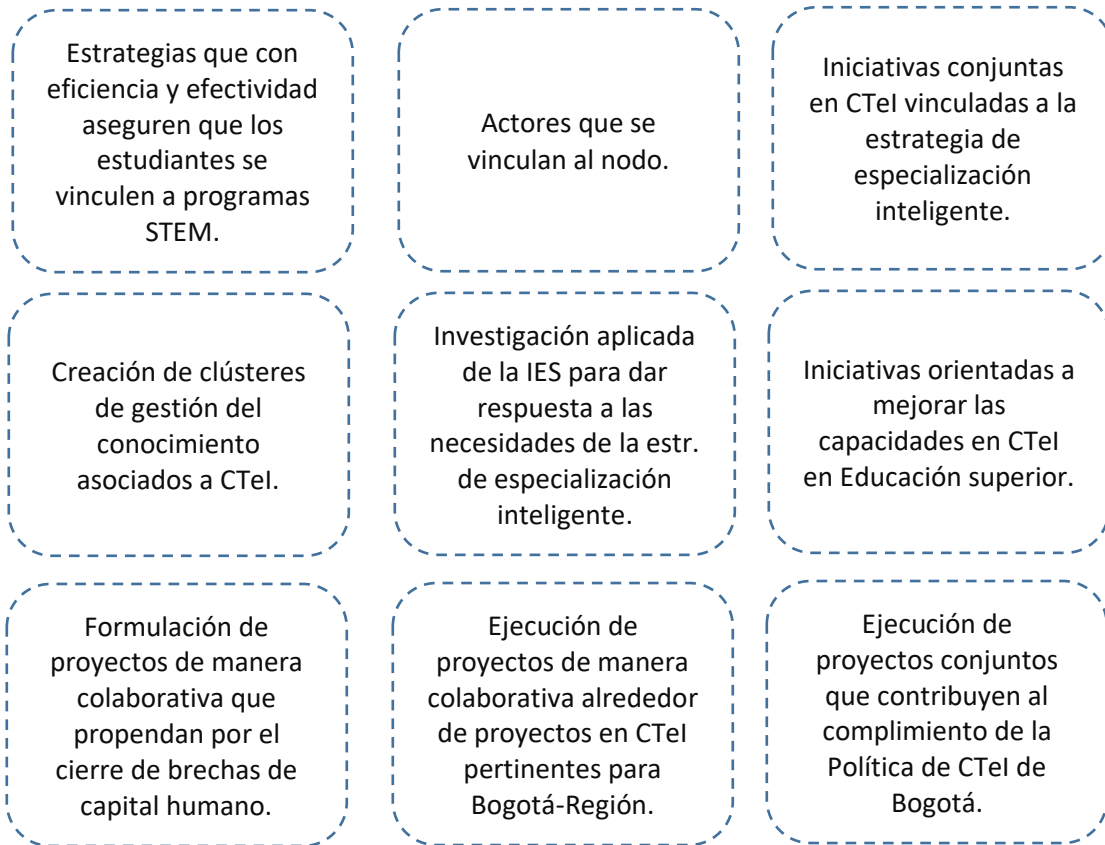 Estrategias que con
eficiencia y efectividad
aseguren que los
estudiantes se
vinculen a programas
STEM.
Actores que se
vinculan al nodo.
Iniciativas conjuntas
en CTeI vinculadas a la
estrategia de
especialización
inteligente.
Creación de clústeres
de gestión del
conocimiento
asociados a CTeI.
Investigación aplicada
de la IES para dar
respuesta a las
necesidades de la estr.
de especialización
inteligente.
Iniciativas orientadas a
mejorar las
capacidades en CTeI
en Educación superior.
Formulación de
proyectos de manera
colaborativa que
propendan por el
cierre de brechas de
capital humano.
Ejecución de
proyectos de manera
colaborativa alrededor
de proyectos en CTeI
pertinentes para
Bogotá-Región.
Ejecución de
proyectos conjuntos
que contribuyen al
complimiento de la
Política de CTeI de
Bogotá.